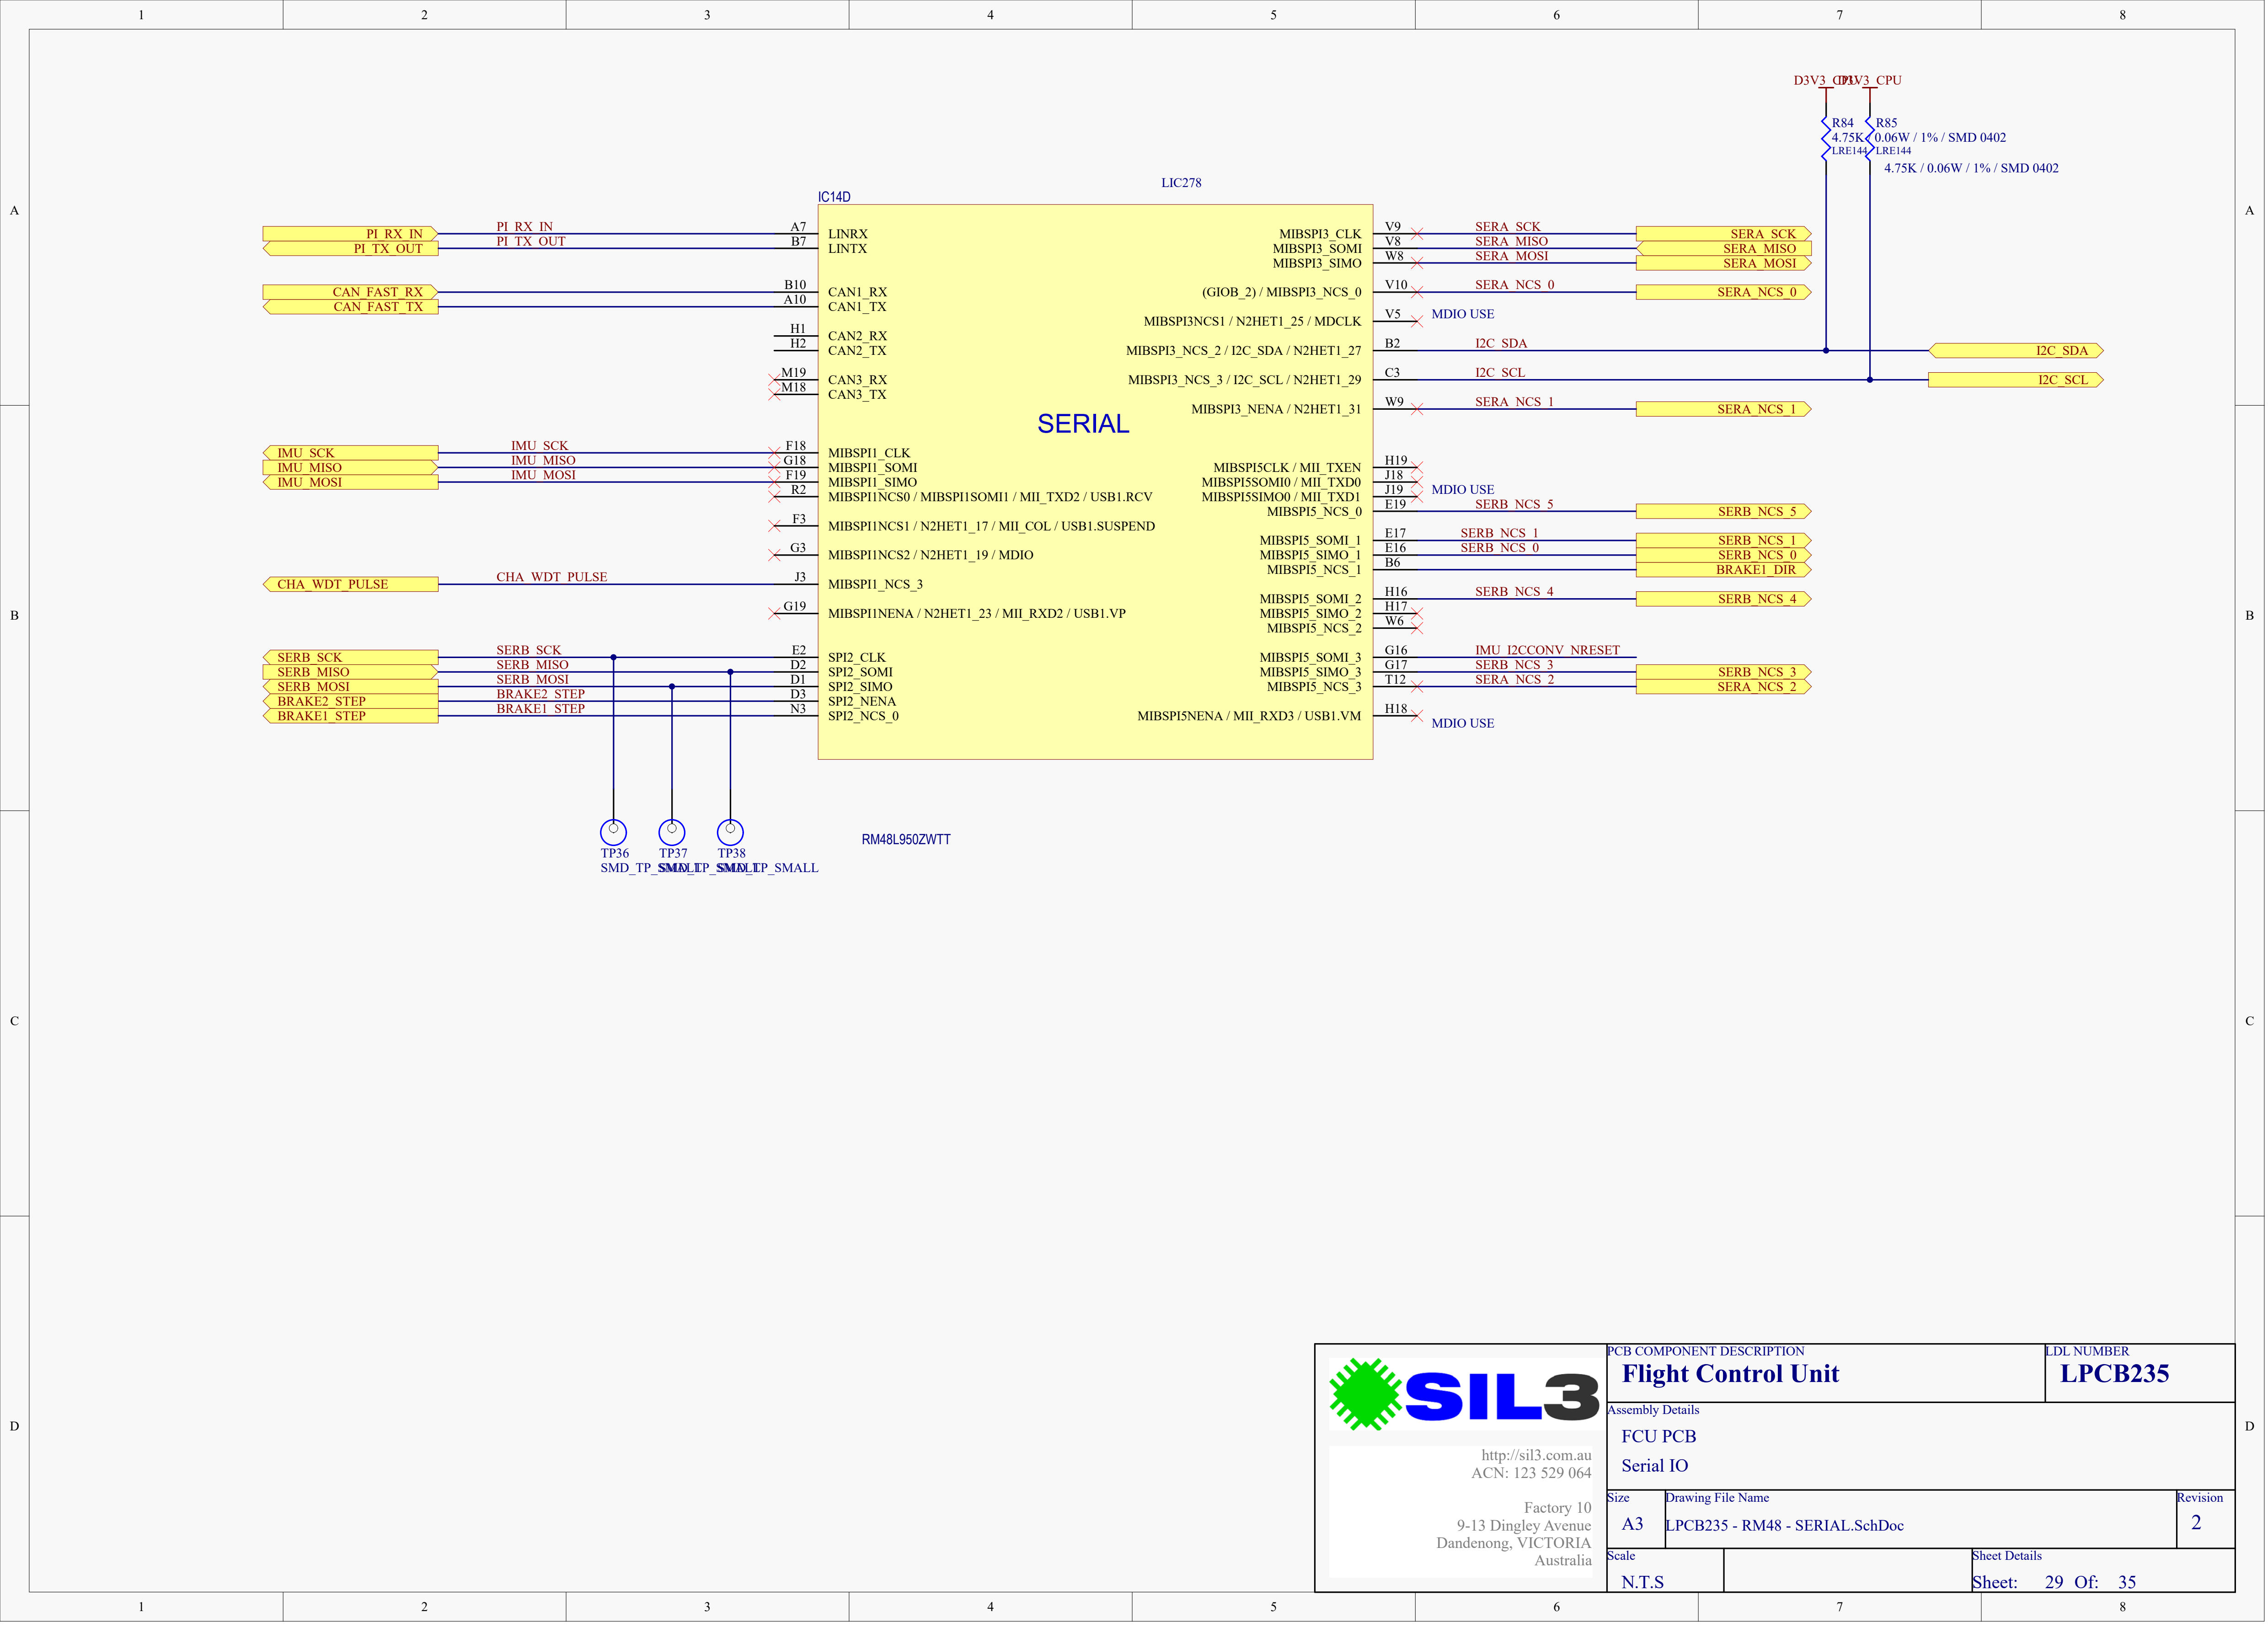 1 2 3 4 5 6 7 8
D3V3_CPU D3V3_CPU
R84 R85
4.75K / 0.06W / 1% / SMD 0402
LRE144 LRE144
4.75K / 0.06W / 1% / SMD 0402
LIC278
IC14D
A A
PI_RX_IN PI_RX_IN A7 LINRX MIBSPI3_CLK V9 SERA_SCK SERA_SCK
PI_TX_OUT PI_TX_OUT B7 LINTX MIBSPI3_SOMI V8 SERA_MISO SERA_MISO
MIBSPI3_SIMO W8 SERA_MOSI SERA_MOSI
CAN_FAST_RX B10 CAN1_RX (GIOB_2) / MIBSPI3_NCS_0 V10 SERA_NCS_0 SERA_NCS_0
CAN_FAST_TX A10 CAN1_TX
MIBSPI3NCS1 / N2HET1_25 / MDCLK V5 MDIO USE
H1 CAN2_RX
H2 CAN2_TX MIBSPI3_NCS_2 / I2C_SDA / N2HET1_27 B2 I2C_SDA I2C_SDA
M19 CAN3_RX MIBSPI3_NCS_3 / I2C_SCL / N2HET1_29 C3 I2C_SCL I2C_SCL
M18 CAN3_TX
MIBSPI3_NENA / N2HET1_31 W9 SERA_NCS_1 SERA_NCS_1
SERIAL
IMU_SCK IMU_SCK F18 MIBSPI1_CLK
IMU_MISO IMU_MISO G18 MIBSPI1_SOMI MIBSPI5CLK / MII_TXEN H19
IMU_MOSI IMU_MOSI F19 MIBSPI1_SIMO MIBSPI5SOMI0 / MII_TXD0 J18
R2 MIBSPI1NCS0 / MIBSPI1SOMI1 / MII_TXD2 / USB1.RCV MIBSPI5SIMO0 / MII_TXD1 J19 MDIO USE
MIBSPI5_NCS_0 E19 SERB_NCS_5 SERB_NCS_5
F3 MIBSPI1NCS1 / N2HET1_17 / MII_COL / USB1.SUSPEND
MIBSPI5_SOMI_1 E17 SERB_NCS_1 SERB_NCS_1
G3 MIBSPI1NCS2 / N2HET1_19 / MDIO MIBSPI5_SIMO_1 E16 SERB_NCS_0 SERB_NCS_0
MIBSPI5_NCS_1 B6 BRAKE1_DIR
CHA_WDT_PULSE CHA_WDT_PULSE J3 MIBSPI1_NCS_3
MIBSPI5_SOMI_2 H16 SERB_NCS_4 SERB_NCS_4
B G19 MIBSPI1NENA / N2HET1_23 / MII_RXD2 / USB1.VP MIBSPI5_SIMO_2 H17 B
MIBSPI5_NCS_2 W6
SERB_SCK SERB_SCK E2 SPI2_CLK MIBSPI5_SOMI_3 G16 IMU_I2CCONV_NRESET
SERB_MISO SERB_MISO D2 SPI2_SOMI MIBSPI5_SIMO_3 G17 SERB_NCS_3 SERB_NCS_3
SERB_MOSI SERB_MOSI D1 SPI2_SIMO MIBSPI5_NCS_3 T12 SERA_NCS_2 SERA_NCS_2
BRAKE2_STEP BRAKE2_STEP D3 SPI2_NENA
BRAKE1_STEP BRAKE1_STEP N3 SPI2_NCS_0 MIBSPI5NENA / MII_RXD3 / USB1.VM H18 MDIO USE
RM48L950ZWTT
TP36 TP37 TP38
SMD_TP_SMALL SMD_TP_SMALL SMD_TP_SMALL
C C
D D
SIL3
http://sil3.com.au
ACN: 123 529 064
Factory 10
9-13 Dingley Avenue
Dandenong, VICTORIA
Australia
PCB COMPONENT DESCRIPTION
Flight Control Unit
LDL NUMBER
LPCB235
Assembly Details
FCU PCB
Serial IO
Size
A3
Drawing File Name
LPCB235 - RM48 - SERIAL.SchDoc
Revision
2
Scale
N.T.S
Sheet Details
Sheet: 29 Of: 35
1 2 3 4 5 6 7 8